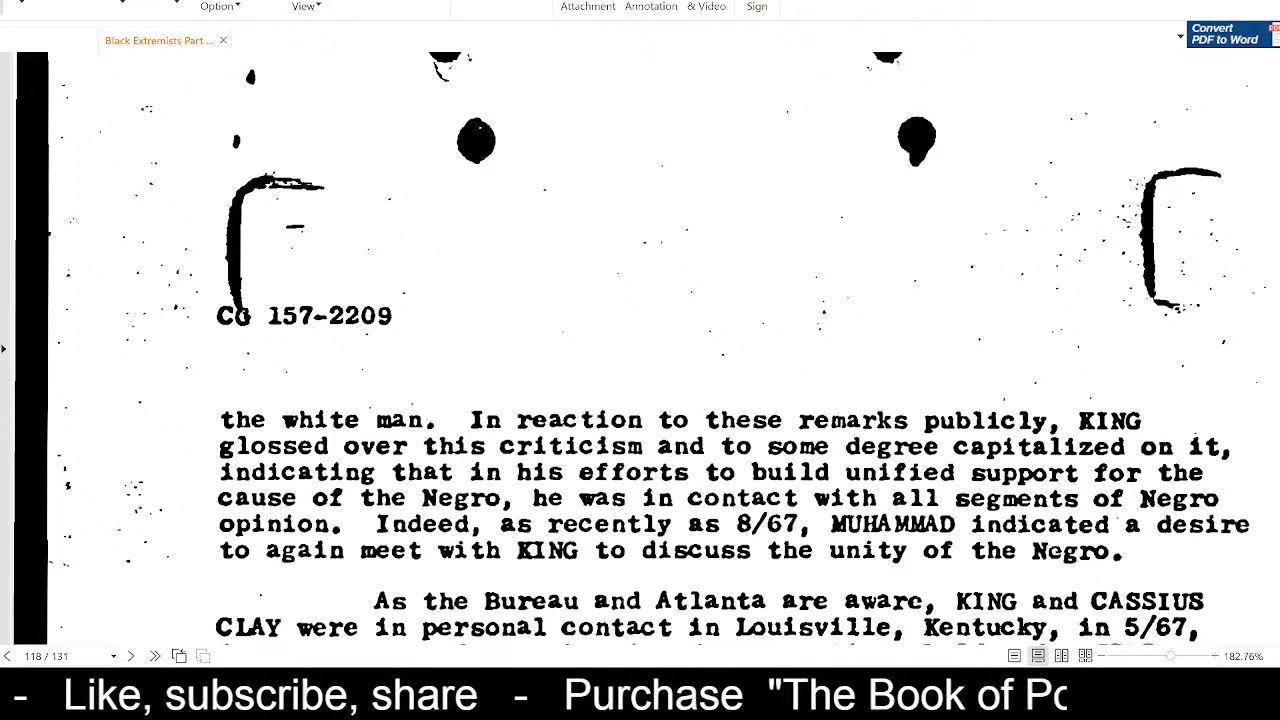 Option
View
Attachment Annotation & Video Sign
Black Extremists Part ...
Convert
PDF to Word
CG 157-2209
the white man. In reaction to these remarks publicly, KING
glossed over this criticism and to some degree capitalized on it,
indicating that in his efforts to build unified support for the
cause of the Negro, he was in contact with all segments of Negro
opinion. Indeed, as recently as 8/67, MUHAMMAD indicated a desire
to again meet with KING to discuss the unity of the Negro.
As the Bureau and Atlanta are aware, KING and CASSIUS
CLAY were in personal contact in Louisville, Kentucky, in 5/67,
118 / 131
182.76%
- Like, subscribe, share - Purchase "The Book of